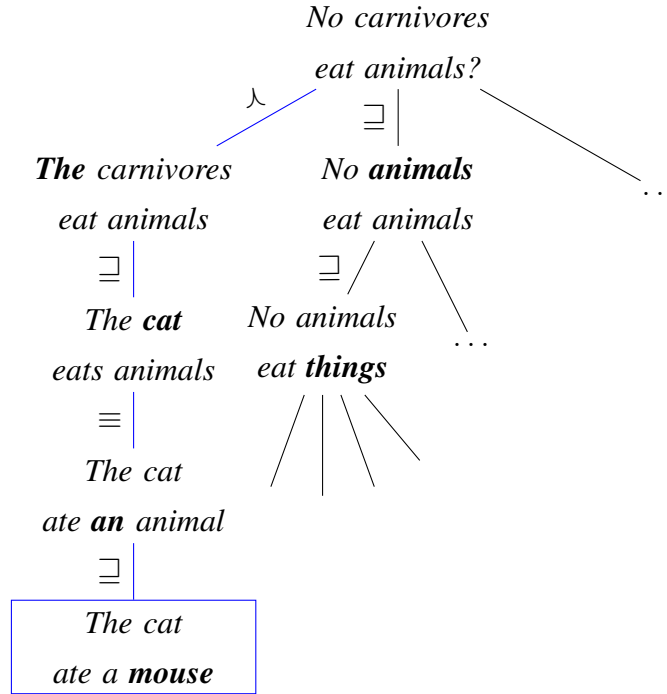 No carnivores
eat animals?
⋏
⊒
The carnivores
eat animals
No animals
eat animals
. .
⊒
⊒
The cat
eats animals
No animals
eat things
. . .
≡
The cat
ate an animal
⊒
The cat
ate a mouse